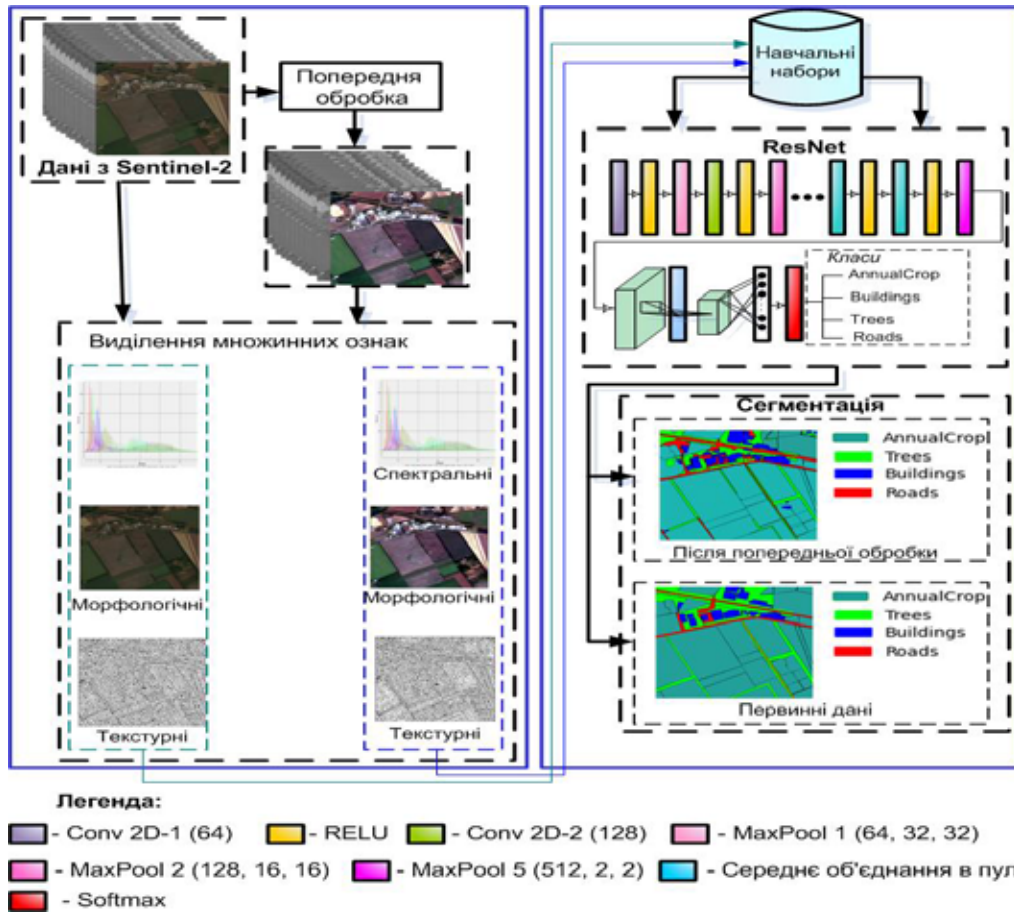 Дані з Sentinel-2
Попередня
обробка
Виділення множинних ознак
Спектральні
Морфологічні
Морфологічні
Текстурні
Текстурні
Навчальні
набори
ResNet
Класи
AnnualCrop
Buildings
Trees
Roads
Сегментація
AnnualCrop
Trees
Buildings
Roads
Після попередньої обробки
AnnualCrop
Trees
Buildings
Roads
Первинні дані
Легенда:
- Conv 2D-1 (64) - RELU - Conv 2D-2 (128) - MaxPool 1 (64, 32, 32)
- MaxPool 2 (128, 16, 16) - MaxPool 5 (512, 2, 2) - Середнє об'єднання в пул
- Softmax